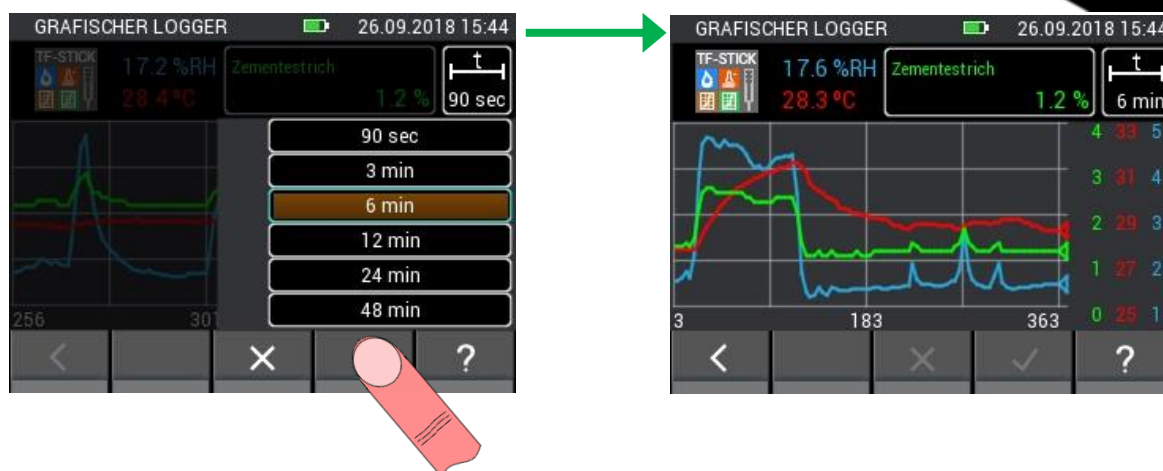 GRAFISCHER LOGGER 26.09.2018 15:44
TF-STICK
17.2 %RH
28.4 °C
Zementestrich
1.2 %
t
90 sec
90 sec
3 min
6 min
12 min
24 min
48 min
256 301
?
GRAFISCHER LOGGER 26.09.2018 15:44
TF-STICK
17.6 %RH
28.3 °C
Zementestrich
1.2 %
t
6 min
4 33 5
3 31 4
2 29 3
1 27 2
0 25 1
3 183 363
?